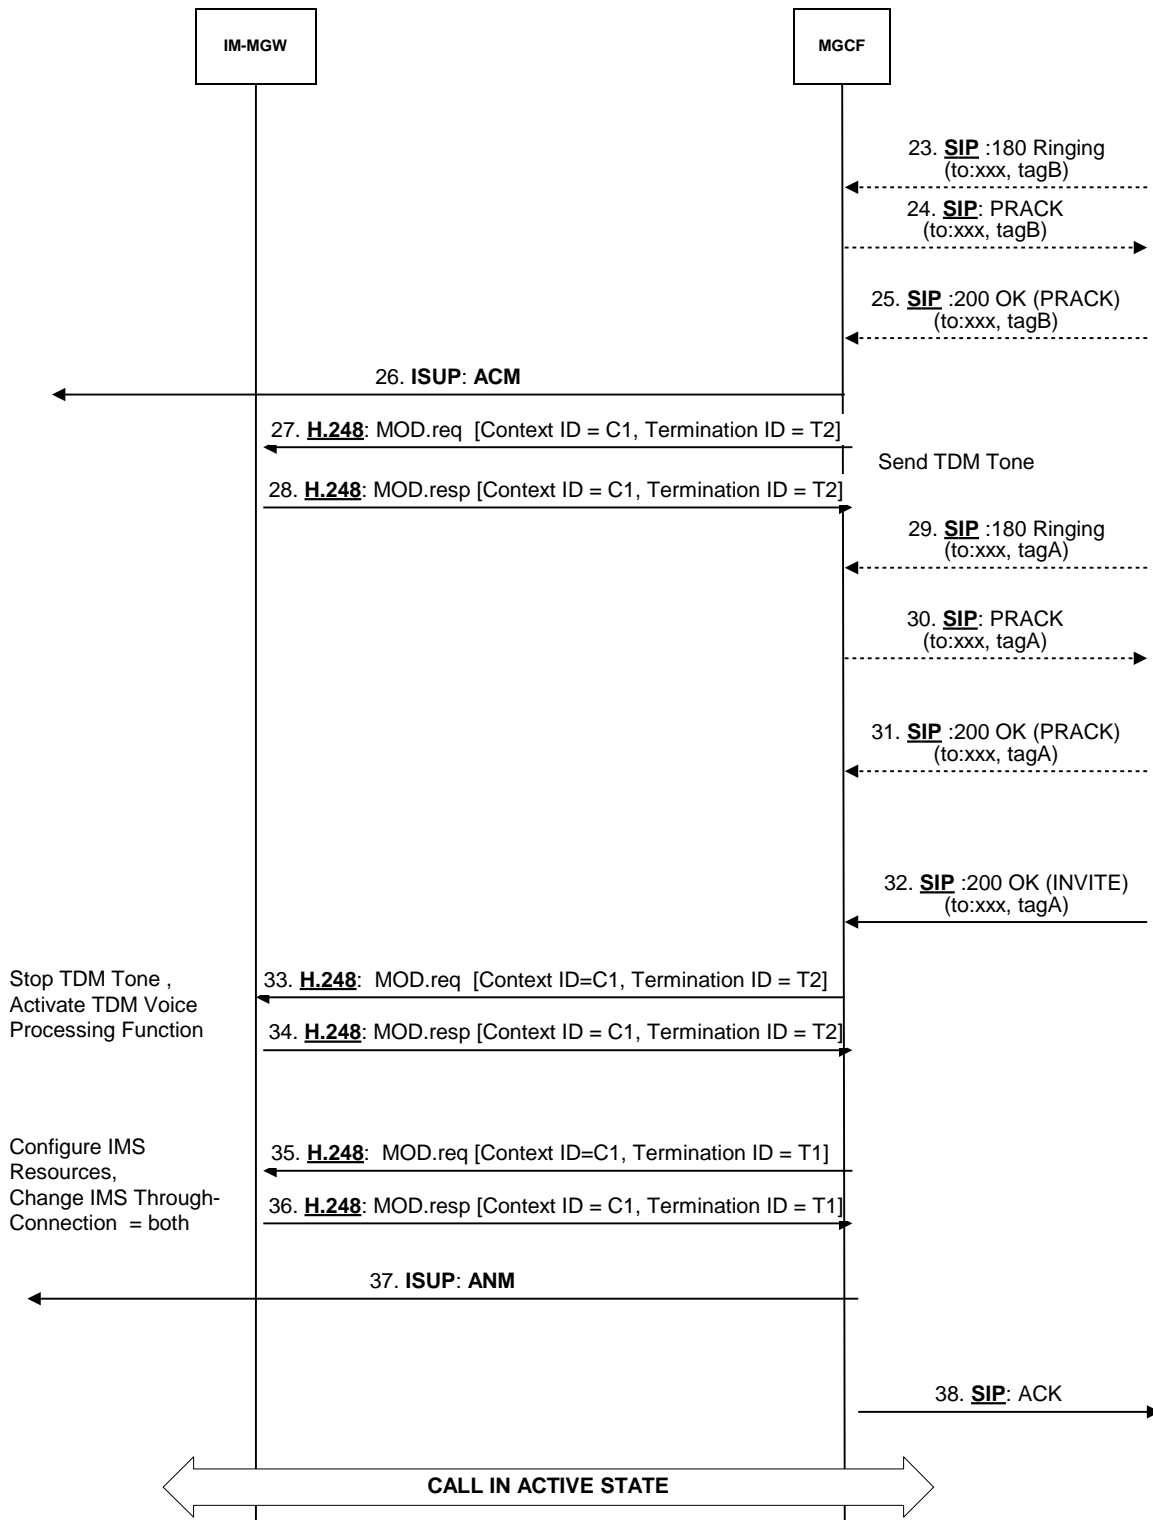 IM-MGW
MGCF
23. SIP :180 Ringing
(to:xxx, tagB)
24. SIP: PRACK
(to:xxx, tagB)
25. SIP :200 OK (PRACK)
(to:xxx, tagB)
26. ISUP: ACM
27. H.248: MOD.req [Context ID = C1, Termination ID = T2]
Send TDM Tone
28. H.248: MOD.resp [Context ID = C1, Termination ID = T2]
29. SIP :180 Ringing
(to:xxx, tagA)
30. SIP: PRACK
(to:xxx, tagA)
31. SIP :200 OK (PRACK)
(to:xxx, tagA)
32. SIP :200 OK (INVITE)
(to:xxx, tagA)
Stop TDM Tone ,
Activate TDM Voice
Processing Function
33. H.248: MOD.req [Context ID=C1, Termination ID = T2]
34. H.248: MOD.resp [Context ID = C1, Termination ID = T2]
Configure IMS
Resources,
Change IMS Through-
Connection = both
35. H.248: MOD.req [Context ID=C1, Termination ID = T1]
36. H.248: MOD.resp [Context ID = C1, Termination ID = T1]
37. ISUP: ANM
38. SIP: ACK
CALL IN ACTIVE STATE